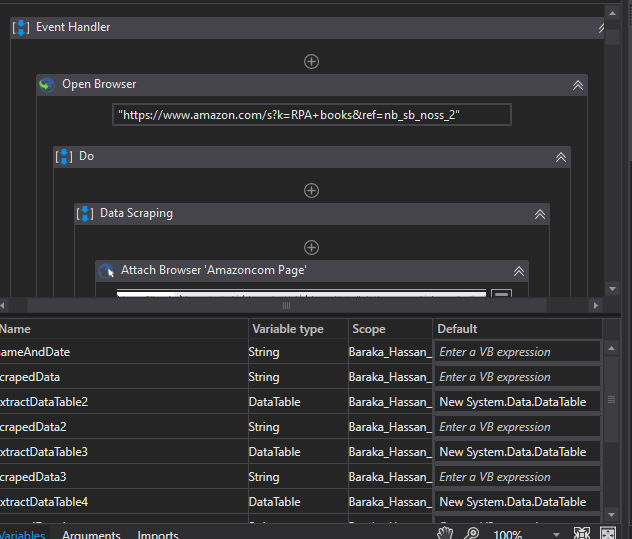 Event Handler
Open Browser
"https://www.amazon.com/s?k=RPA+books&ref=nb_sb_noss_2"
Do
Data Scraping
Attach Browser 'Amazoncom Page'
Name Variable type Scope Default
ameAndDate String Baraka_Hassan_ Enter a VB expression
crapedData String Baraka_Hassan_ Enter a VB expression
xtractDataTable2 DataTable Baraka_Hassan_ New System.Data.DataTable
crapedData2 String Baraka_Hassan_ Enter a VB expression
xtractDataTable3 DataTable Baraka_Hassan_ New System.Data.DataTable
crapedData3 String Baraka_Hassan_ Enter a VB expression
xtractDataTable4 DataTable Baraka_Hassan_ New System.Data.DataTable
Variables Arguments Imports 100%